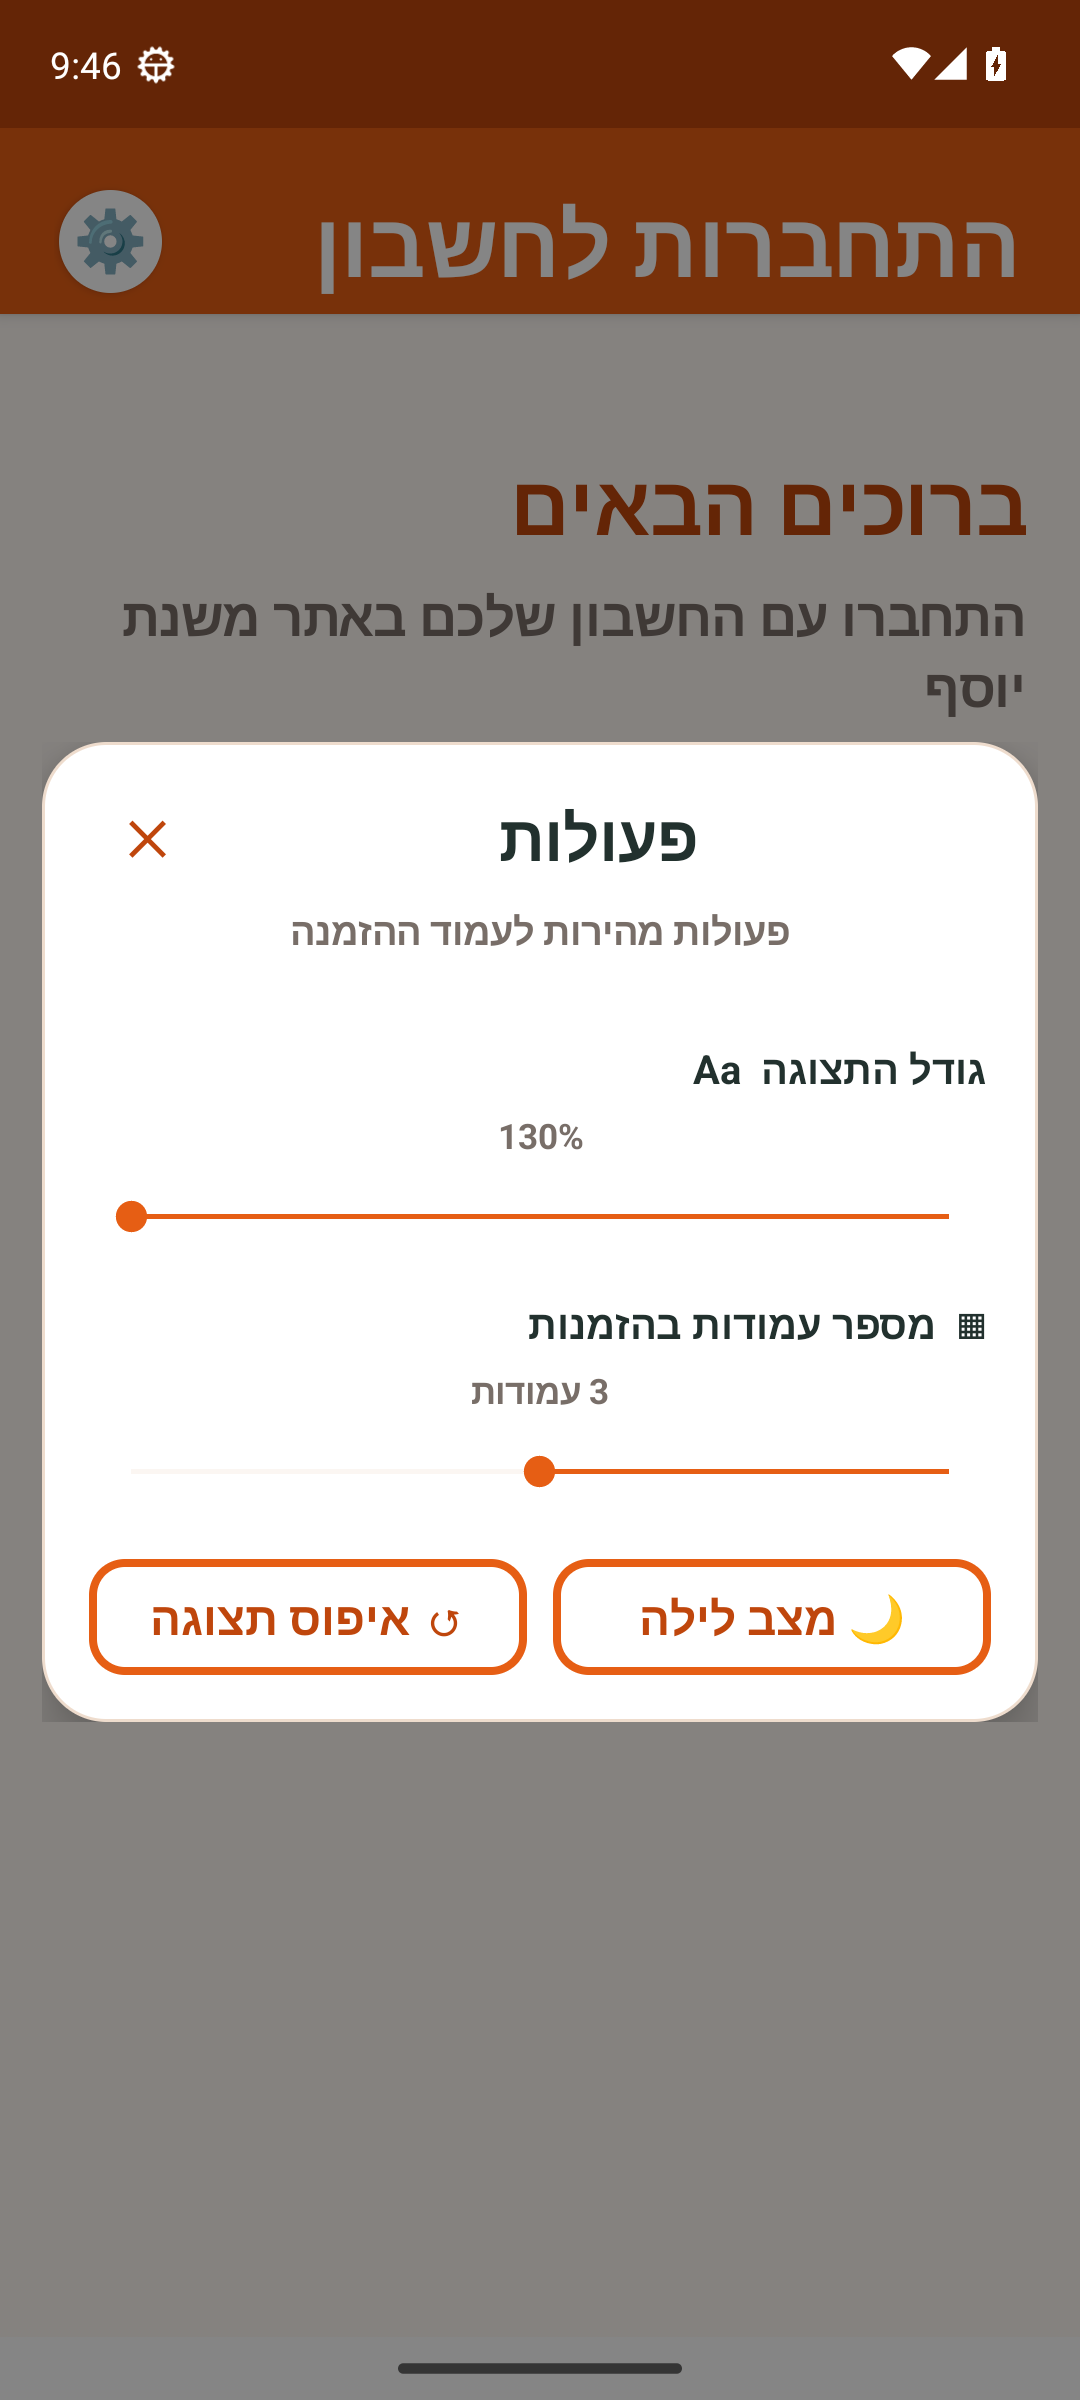 9:46
התחברות לחשבון
ברוכים הבאים
התחברו עם החשבון שלכם באתר משנת
יוסף
פעולות
פעולות מהירות לעמוד ההזמנה
גודל התצוגה Aa
130%
מספר עמודות בהזמנות
3 עמודות
🌙 מצב לילה
↺ איפוס תצוגה